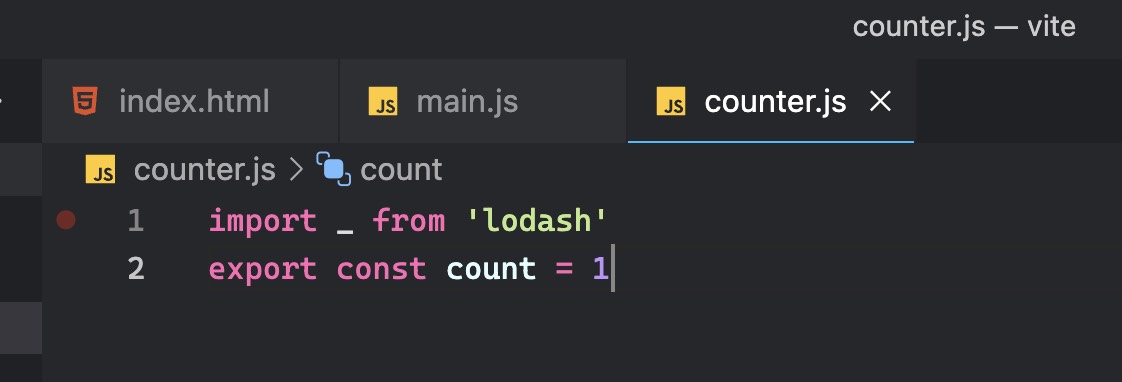 counter.js — vite
index.html JS main.js JS counter.js
JS counter.js > count
1 import _ from 'lodash'
2 export const count = 1